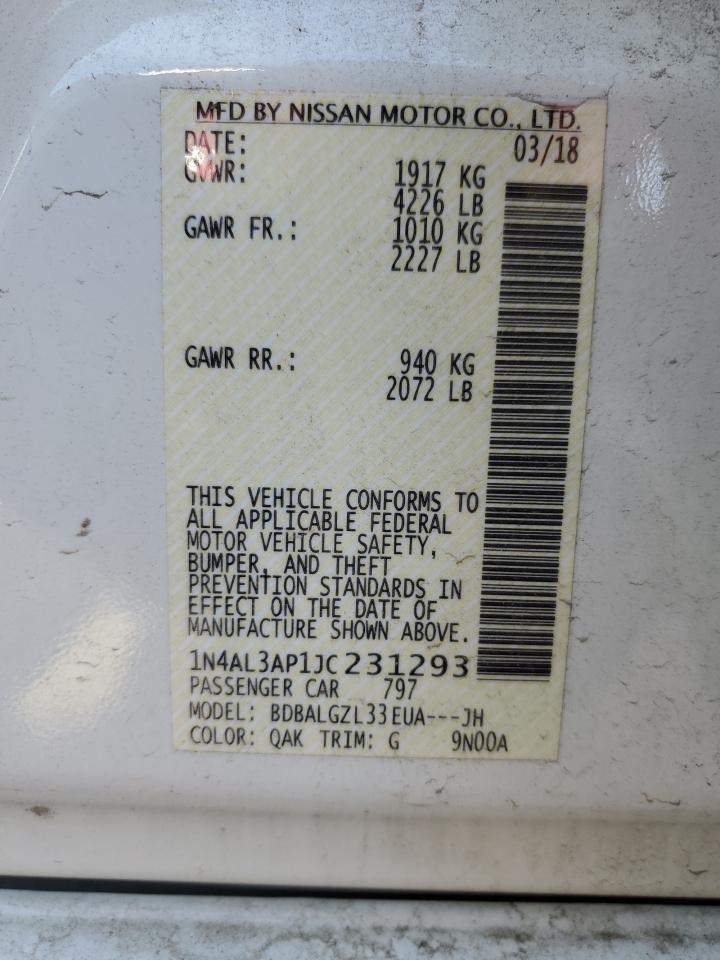 MFD BY NISSAN MOTOR CO., LTD.
DATE: 03/18
GVWR: 1917 KG
4226 LB
GAWR FR.: 1010 KG
2227 LB
GAWR RR.: 940 KG
2072 LB
THIS VEHICLE CONFORMS TO
ALL APPLICABLE FEDERAL
MOTOR VEHICLE SAFETY,
BUMPER, AND THEFT
PREVENTION STANDARDS IN
EFFECT ON THE DATE OF
MANUFACTURE SHOWN ABOVE.
1N4AL3AP1JC231293
PASSENGER CAR 797
MODEL: BDBALGZL33EUA---JH
COLOR: QAK TRIM: G 9N00A